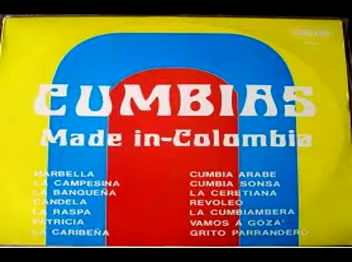 CUMBIAS
Made in-Colombia
MARBELLA
LA CAMPESINA
LA BANQUEÑA
CANDELA
LA RASPA
PATRICIA
LA CARIBEÑA
CUMBIA ARABE
CUMBIA SONSA
LA CERETIANA
REVOLEO
LA CUMBIAMBERA
VAMOS A GOZA'
GRITO PARRANDERO